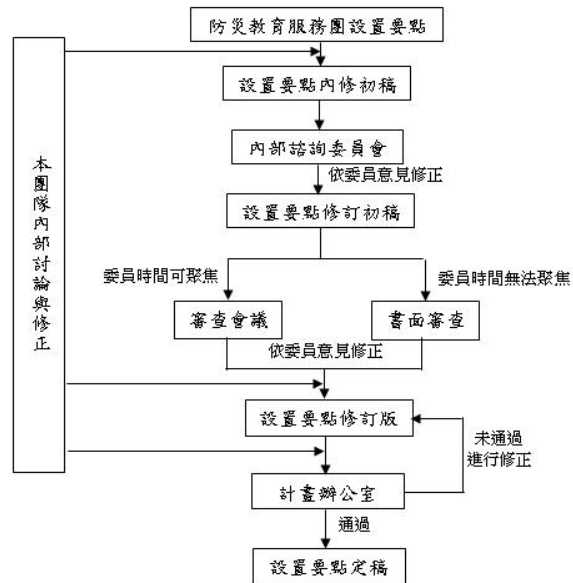 防災教育服務團設置要點
設置要點內修初稿
內部諮詢委員會
依委員意見修正
設置要點修訂初稿
委員時間可聚焦
委員時間無法聚焦
審查會議
書面審查
依委員意見修正
設置要點修訂版
未通過
進行修正
計畫辦公室
通過
設置要點定稿
本團隊內部討論與修正